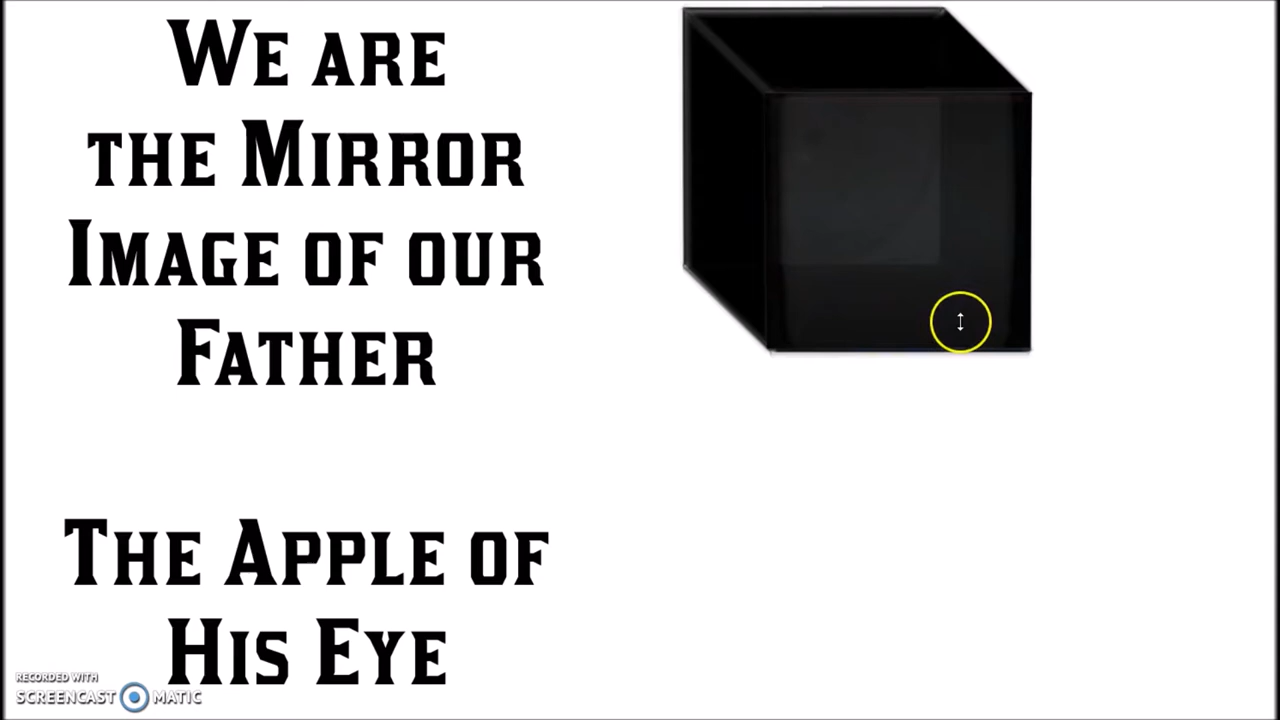 We are
the Mirror
Image of our
Father
The Apple of
His Eye
RECORDED WITH
SCREENCAST MATIC